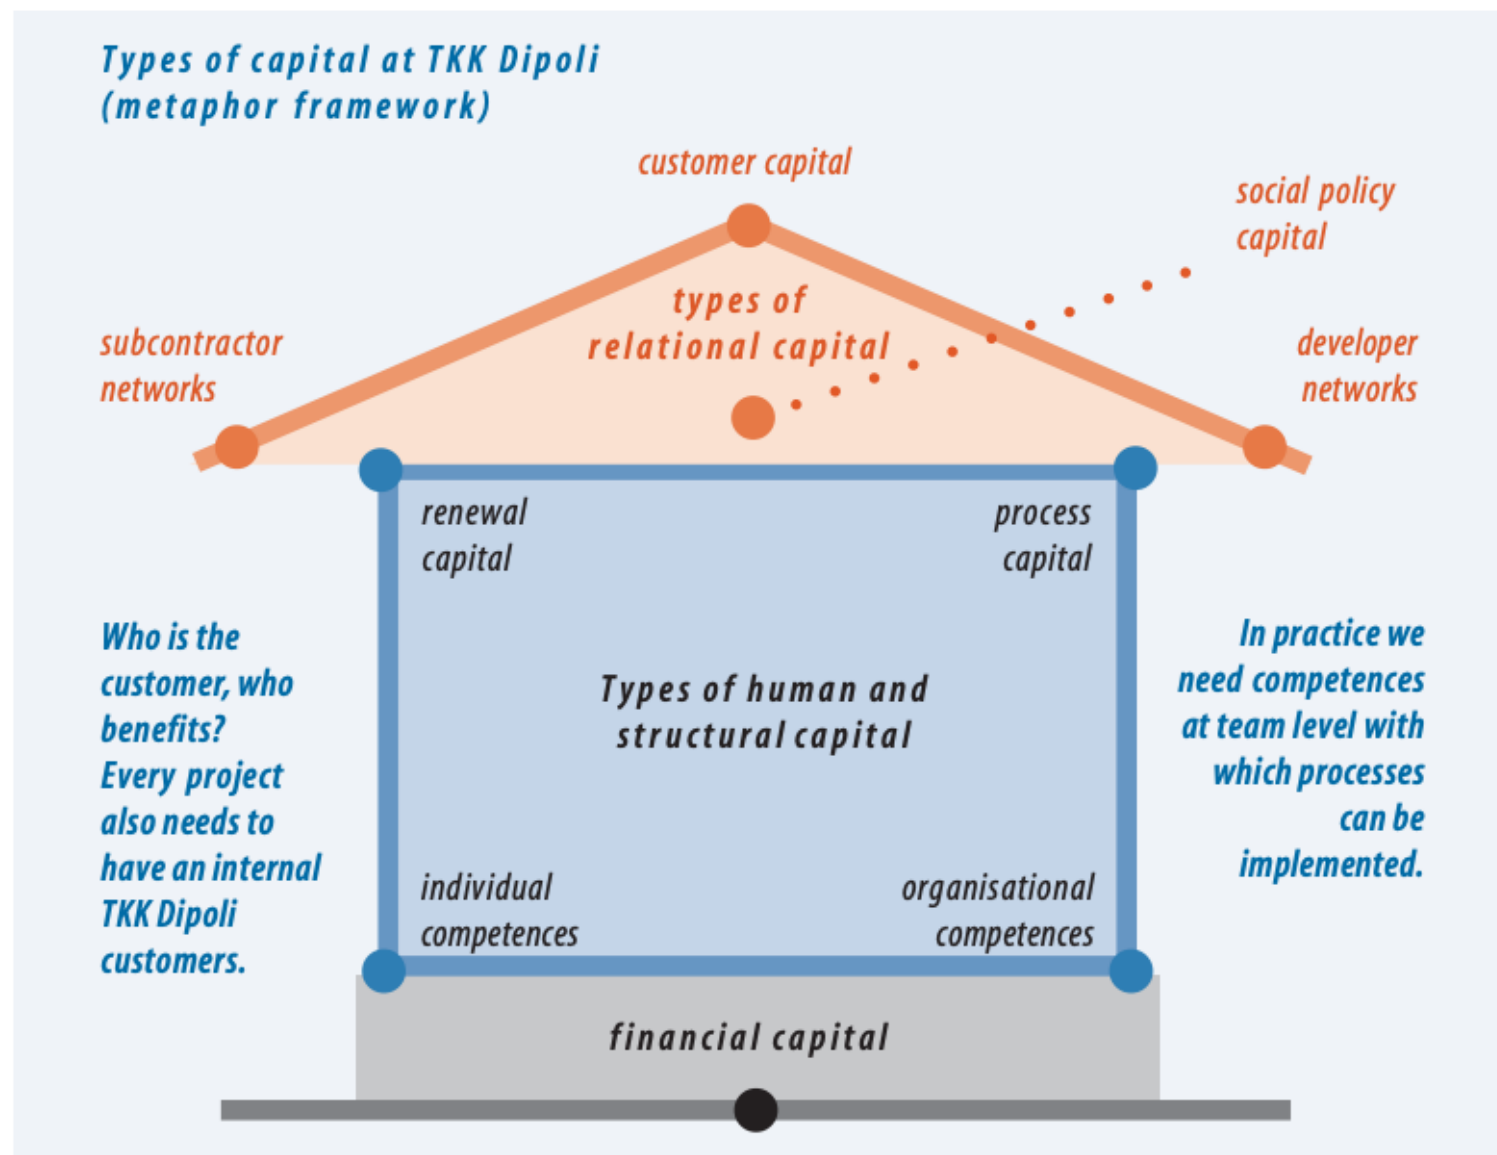 Types of capital at TKK Dipoli
(metaphor framework)
customer capital
social policy
capital
types of
relational capital
subcontractor
networks
developer
networks
renewal
capital
process
capital
Who is the
customer, who
benefits?
Every project
also needs to
have an internal
TKK Dipoli
customers.
Types of human and
structural capital
In practice we
need competences
at team level with
which processes
can be
implemented.
individual
competences
organisational
competences
financial capital